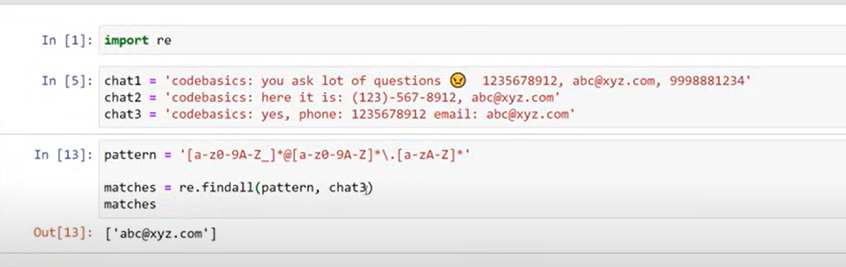 In [1]: import re
In [5]: chat1 = 'codebasics: you ask lot of questions 😠  1235678912, abc@xyz.com, 9998881234'
chat2 = 'codebasics: here it is: (123)-567-8912, abc@xyz.com'
chat3 = 'codebasics: yes, phone: 1235678912 email: abc@xyz.com'
In [13]: pattern = '[a-z0-9A-Z_]*@[a-z0-9A-Z]*\.[a-zA-Z]*'
matches = re.findall(pattern, chat3)
matches
Out[13]: ['abc@xyz.com']